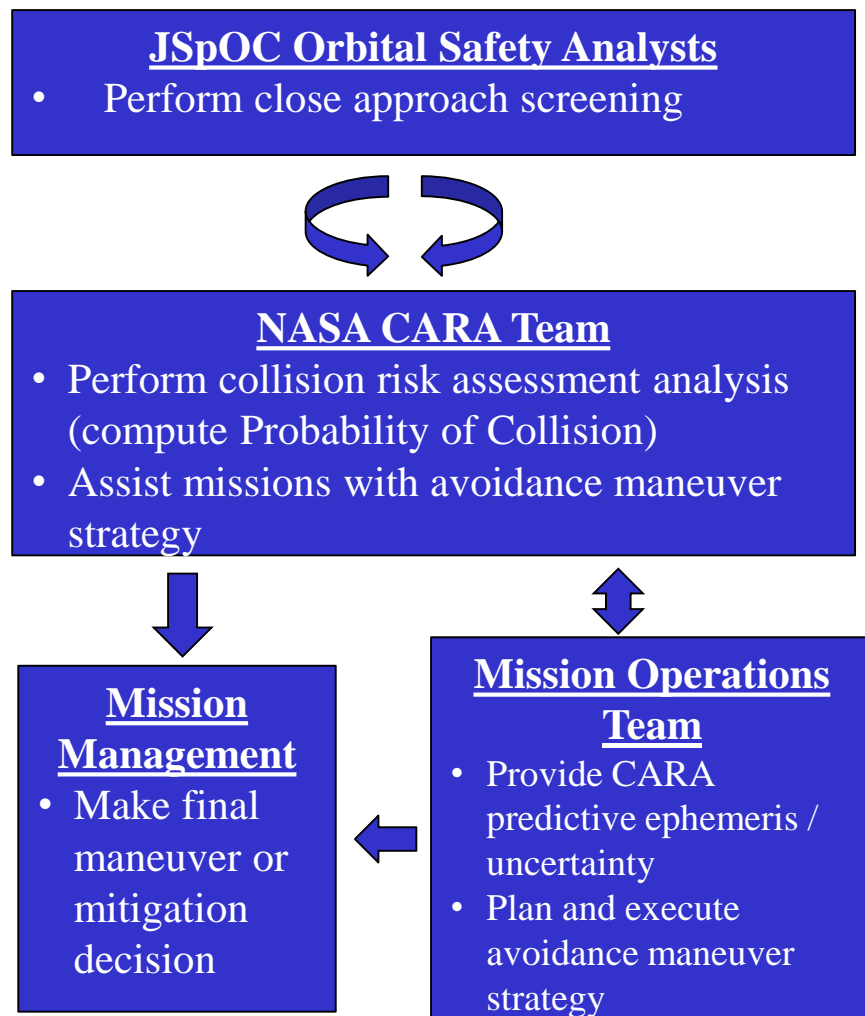 JSpOC Orbital Safety Analysts
• Perform close approach screening
NASA CARA Team
• Perform collision risk assessment analysis
(compute Probability of Collision)
• Assist missions with avoidance maneuver
strategy
Mission
Management
• Make final
maneuver or
mitigation
decision
Mission Operations
Team
• Provide CARA
predictive ephemeris /
uncertainty
• Plan and execute
avoidance maneuver
strategy